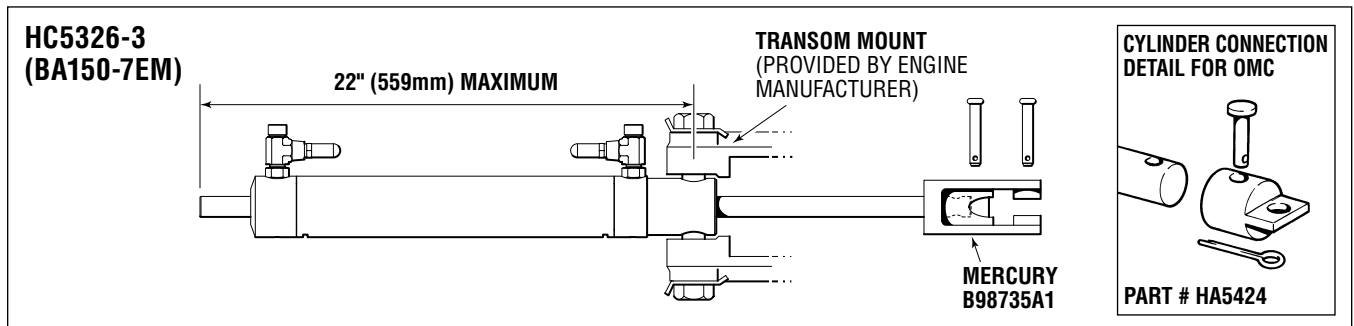 HC5326-3
(BA150-7EM)
22" (559mm) MAXIMUM
TRANSOM MOUNT
(PROVIDED BY ENGINE
MANUFACTURER)
MERCURY
B98735A1
CYLINDER CONNECTION
DETAIL FOR OMC
PART # HA5424